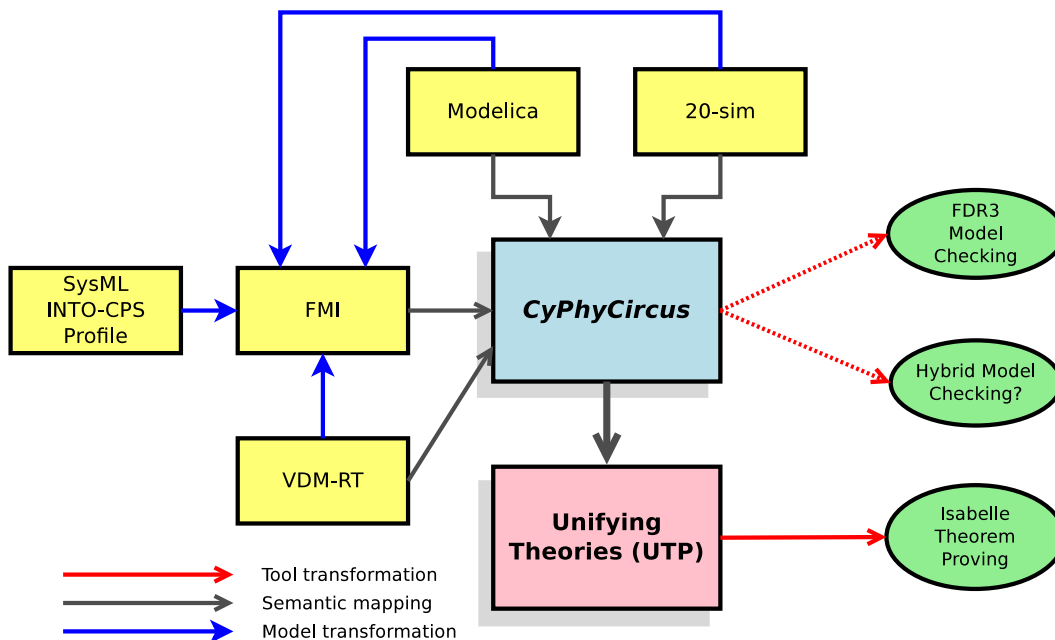 Modelica
20-sim
FDR3
Model
Checking
SysML
INTO-CPS
Profile
FMI
CyPhyCircus
Hybrid Model
Checking?
VDM-RT
Unifying
Theories (UTP)
Isabelle
Theorem
Proving
Tool transformation
Semantic mapping
Model transformation